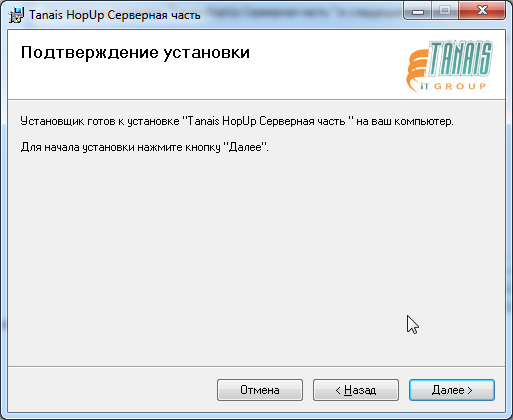 Tanais HopUp Серверная часть
Подтверждение установки
TANAIS
iT GROUP
Установщик готов к установке "Tanais HopUp Серверная часть " на ваш компьютер.
Для начала установки нажмите кнопку "Далее".
Отмена
< Назад
Далее >